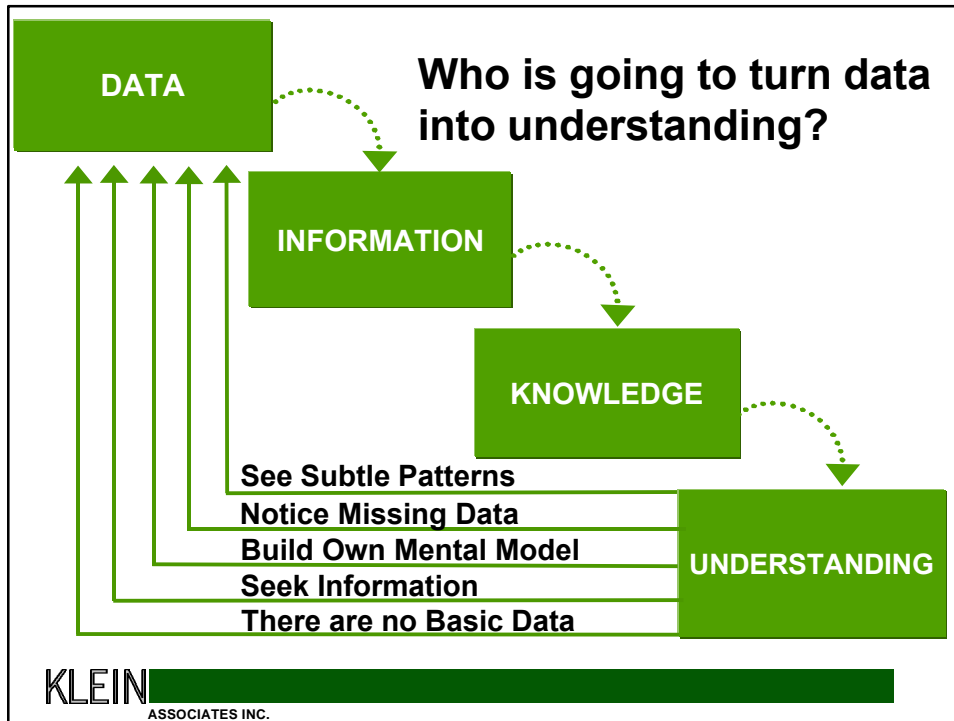 DATA
Who is going to turn data
into understanding?
INFORMATION
KNOWLEDGE
See Subtle Patterns
Notice Missing Data
Build Own Mental Model
Seek Information
There are no Basic Data
UNDERSTANDING
KLEIN
ASSOCIATES INC.